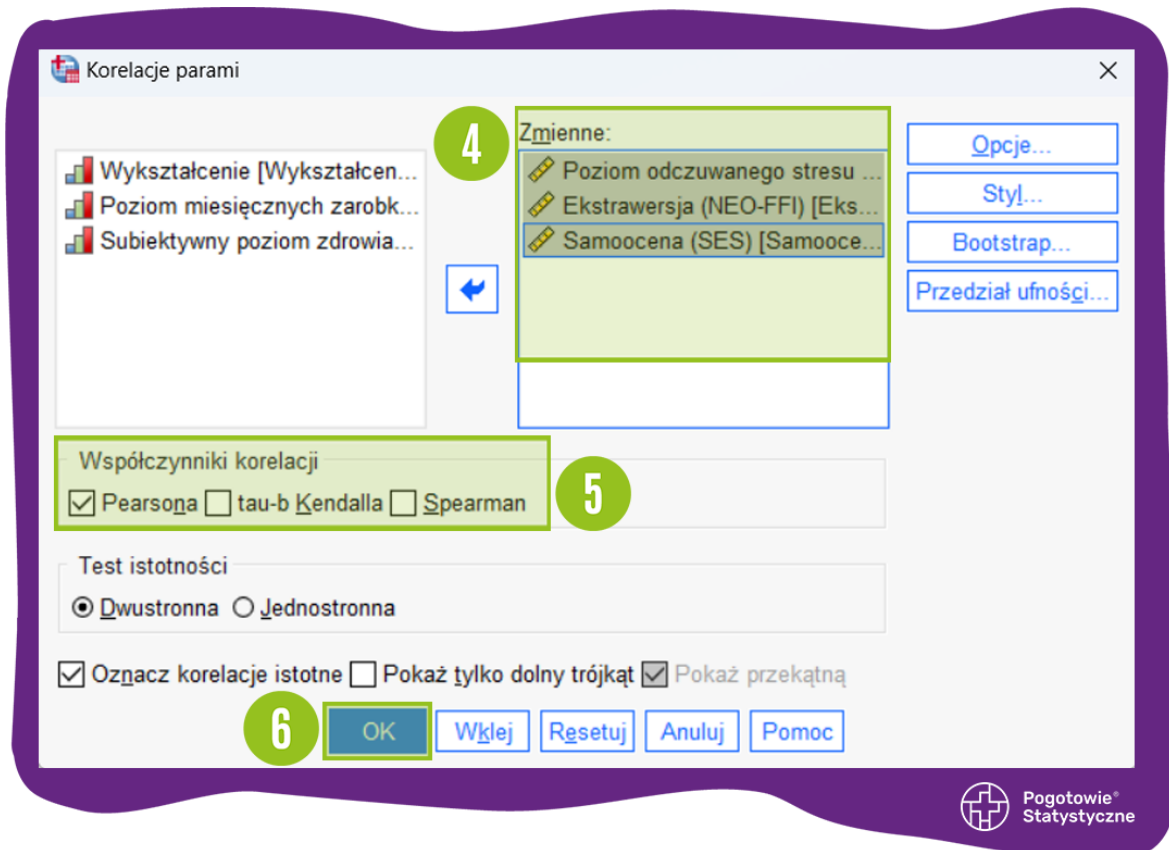 Korelacje parami
4
Zmienne:
Wykształcenie [Wykształcen...
Poziom miesięcznych zarobk...
Subiektywny poziom zdrowia...
Poziom odczuwanego stresu ...
Ekstrawersja (NEO-FFI) [Eks...
Samoocena (SES) [Samooce...
Opcje...
Styl...
Bootstrap...
Przedział ufności...
Współczynniki korelacji
Pearsona tau-b Kendalla Spearman
5
Test istotności
Dwustronna Jednostronna
Oznacz korelacje istotne Pokaż tylko dolny trójkąt Pokaż przekątną
6
OK Wklej Resetuj Anuluj Pomoc
Pogotowie®
Statystyczne